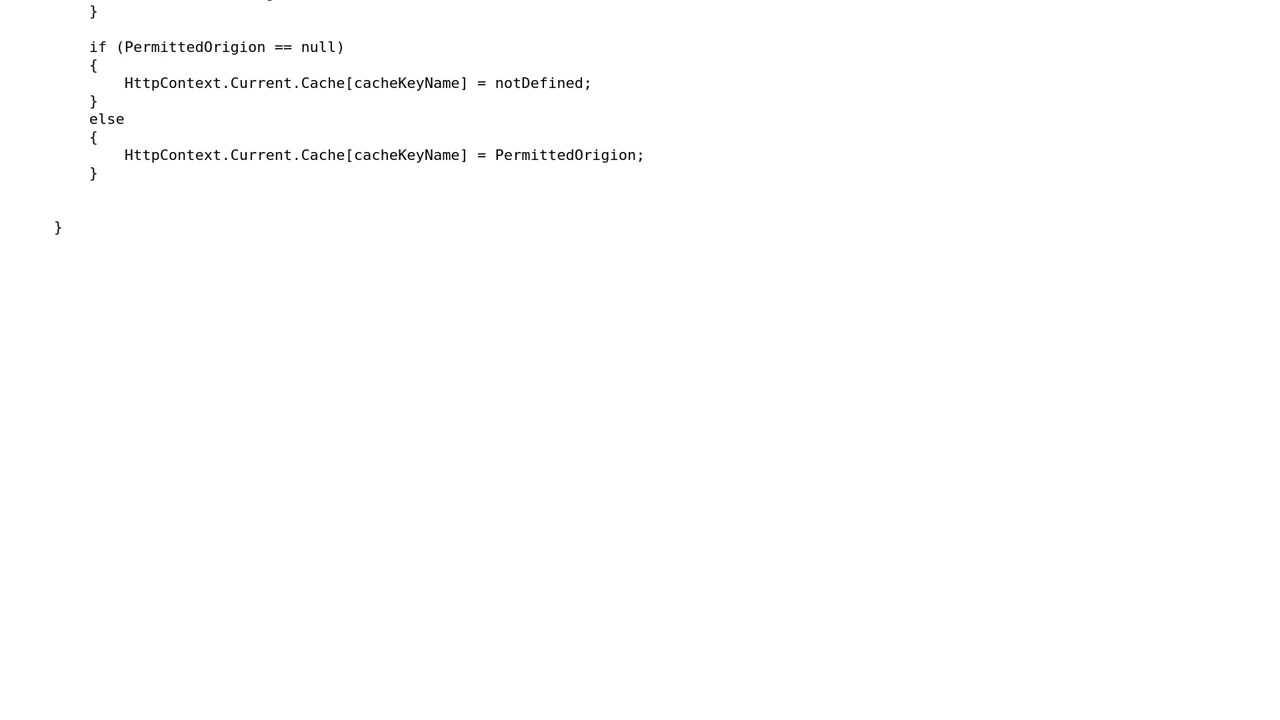 }
if (PermittedOrigion == null)
{
HttpContext.Current.Cache[cacheKeyName] = notDefined;
}
else
{
HttpContext.Current.Cache[cacheKeyName] = PermittedOrigion;
}
}